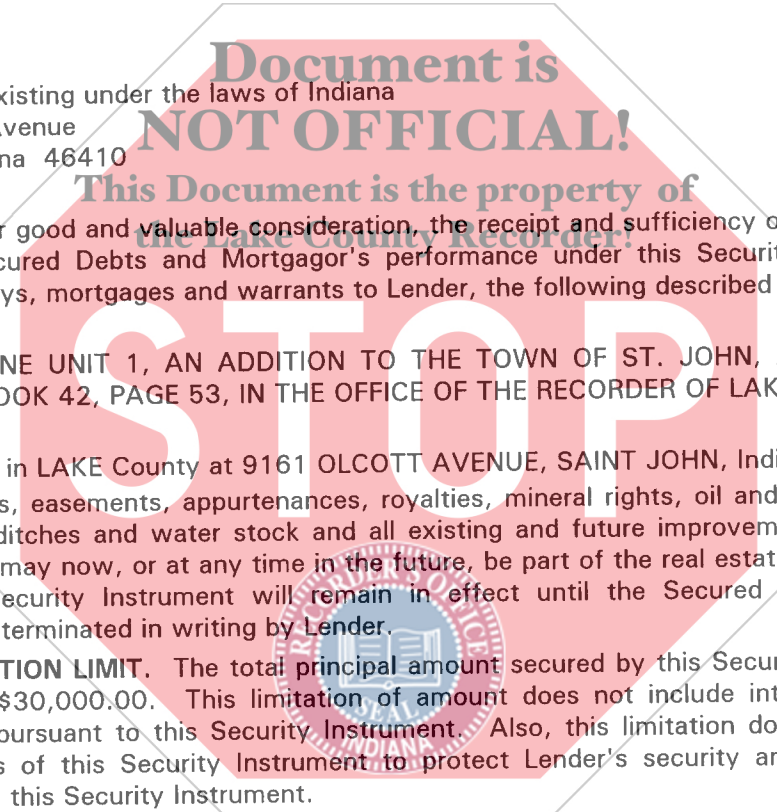 Document is
xisting under the laws of Indiana
venue
NOT OFFICIAL!
na 46410
This Document is the property of
r good and valuable consideration, the receipt and sufficiency o
the Lake County Recorder!
cured Debts and Mortgagor's performance under this Securit
ys, mortgages and warrants to Lender, the following described
NE UNIT 1, AN ADDITION TO THE TOWN OF ST. JOHN,
OOK 42, PAGE 53, IN THE OFFICE OF THE RECORDER OF LAK
STOP
in LAKE County at 9161 OLCOTT AVENUE, SAINT JOHN, Indi
s, easements, appurtenances, royalties, mineral rights, oil and
ditches and water stock and all existing and future improvem
may now, or at any time in the future, be part of the real estat
ecurity Instrument will remain in effect until the Secured
terminated in writing by Lender.
RECORDER'S OFFICE
SEAL
INDIANA
TION LIMIT. The total principal amount secured by this Secur
$30,000.00. This limitation of amount does not include int
pursuant to this Security Instrument. Also, this limitation do
s of this Security Instrument to protect Lender's security ar
this Security Instrument.